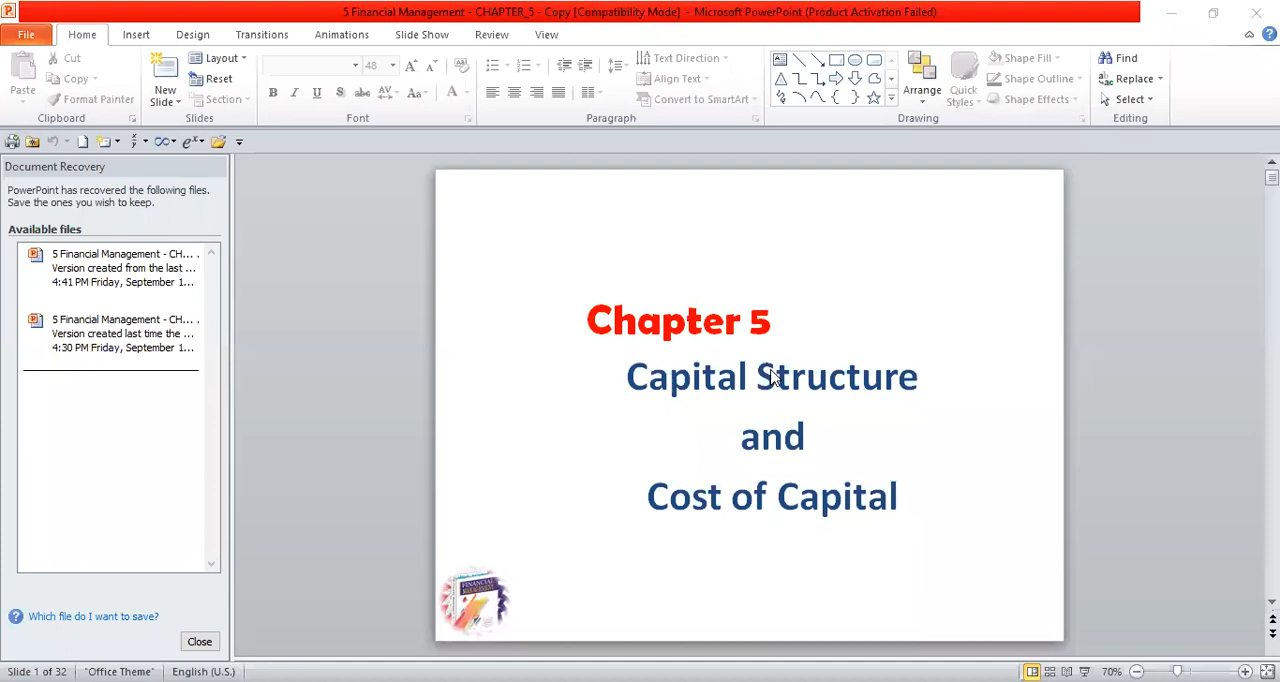 5 Financial Management - CHAPTER_5 - Copy [Compatibility Mode] - Microsoft PowerPoint (Product Activation Failed)
File Home Insert Design Transitions Animations Slide Show Review View
Paste
Cut
Copy
Format Painter
Clipboard
New
Slide
Layout
Reset
Section
Slides
48
B I U S abc AV Aa A
Font
Text Direction
Align Text
Convert to SmartArt
Paragraph
Arrange
Quick
Styles
Shape Fill
Shape Outline
Shape Effects
Drawing
Find
Replace
Select
Editing
Document Recovery
PowerPoint has recovered the following files.
Save the ones you wish to keep.
Available files
5 Financial Management - CH... .
Version created from the last ...
4:41 PM Friday, September 1...
5 Financial Management - CH... .
Version created last time the ...
4:30 PM Friday, September 1...
Which file do I want to save?
Close
Chapter 5
Capital Structure
and
Cost of Capital
FINANCIAL
MANAGEMENT
Slide 1 of 32 "Office Theme" English (U.S.) 70%